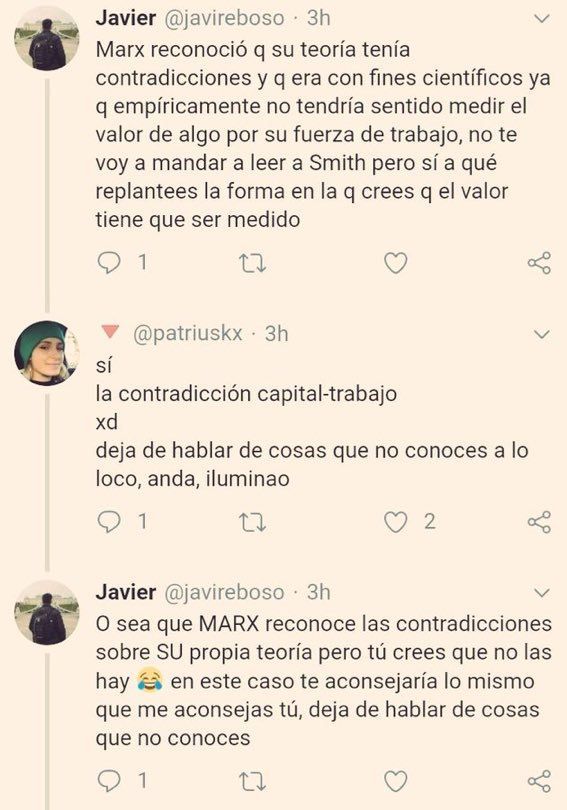 Javier @javireboso · 3h
Marx reconoció q su teoría tenía
contradicciones y q era con fines científicos ya
q empíricamente no tendría sentido medir el
valor de algo por su fuerza de trabajo, no te
voy a mandar a leer a Smith pero sí a qué
replantees la forma en la q crees q el valor
tiene que ser medido
1
🔻 @patriuskx · 3h
sí
la contradicción capital-trabajo
xd
deja de hablar de cosas que no conoces a lo
loco, anda, iluminao
1 2
Javier @javireboso · 3h
O sea que MARX reconoce las contradicciones
sobre SU propia teoría pero tú crees que no las
hay 😂 en este caso te aconsejaría lo mismo
que me aconsejas tú, deja de hablar de cosas
que no conoces
1